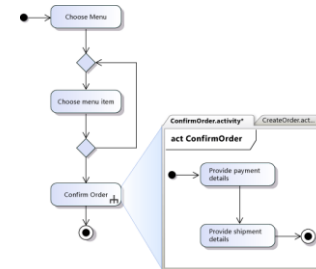 Choose Menu
Choose menu item
Confirm Order
ConfirmOrder.activity*
CreateOrder.act...
act ConfirmOrder
Provide payment
details
Provide shipment
details